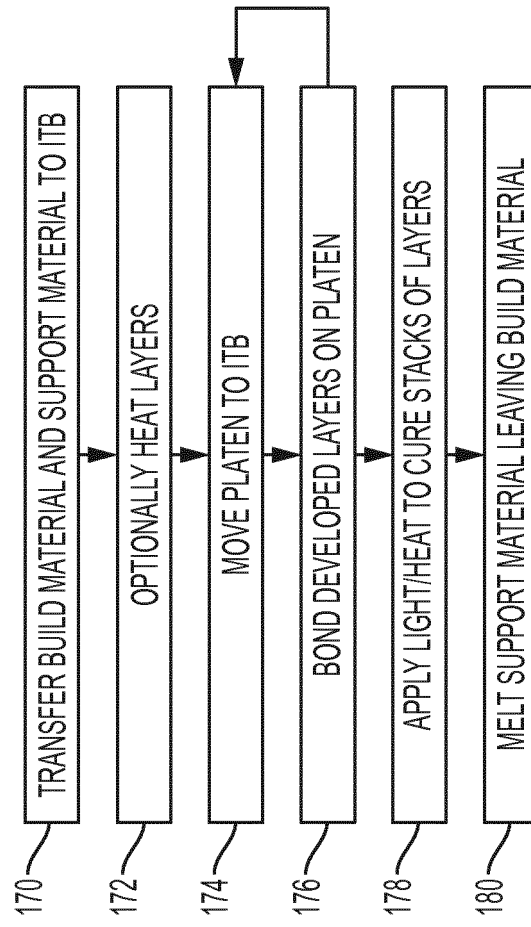 170
TRANSFER BUILD MATERIAL AND SUPPORT MATERIAL TO ITB
172
OPTIONALLY HEAT LAYERS
174
MOVE PLATEN TO ITB
176
BOND DEVELOPED LAYERS ON PLATEN
178
APPLY LIGHT/HEAT TO CURE STACKS OF LAYERS
180
MELT SUPPORT MATERIAL LEAVING BUILD MATERIAL